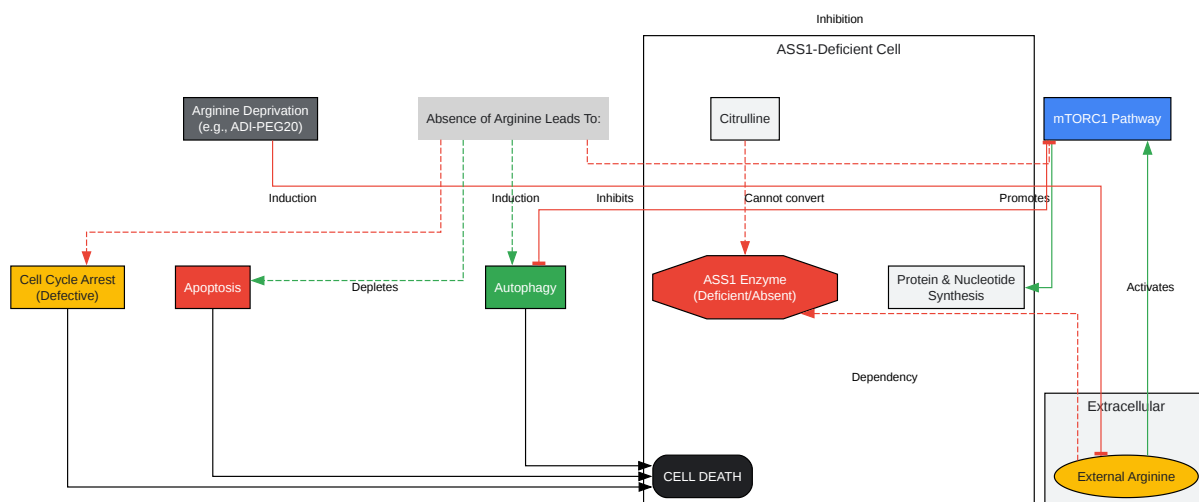 Inhibition
ASS1-Deficient Cell
Arginine Deprivation
(e.g., ADI-PEG20)
Absence of Arginine Leads To:
Citrulline
mTORC1 Pathway
Induction
Induction
Inhibits
Cannot convert
Promotes
Cell Cycle Arrest
(Defective)
Apoptosis
Depletes
Autophagy
ASS1 Enzyme
(Deficient/Absent)
Protein & Nucleotide
Synthesis
Activates
Dependency
Extracellular
CELL DEATH
External Arginine